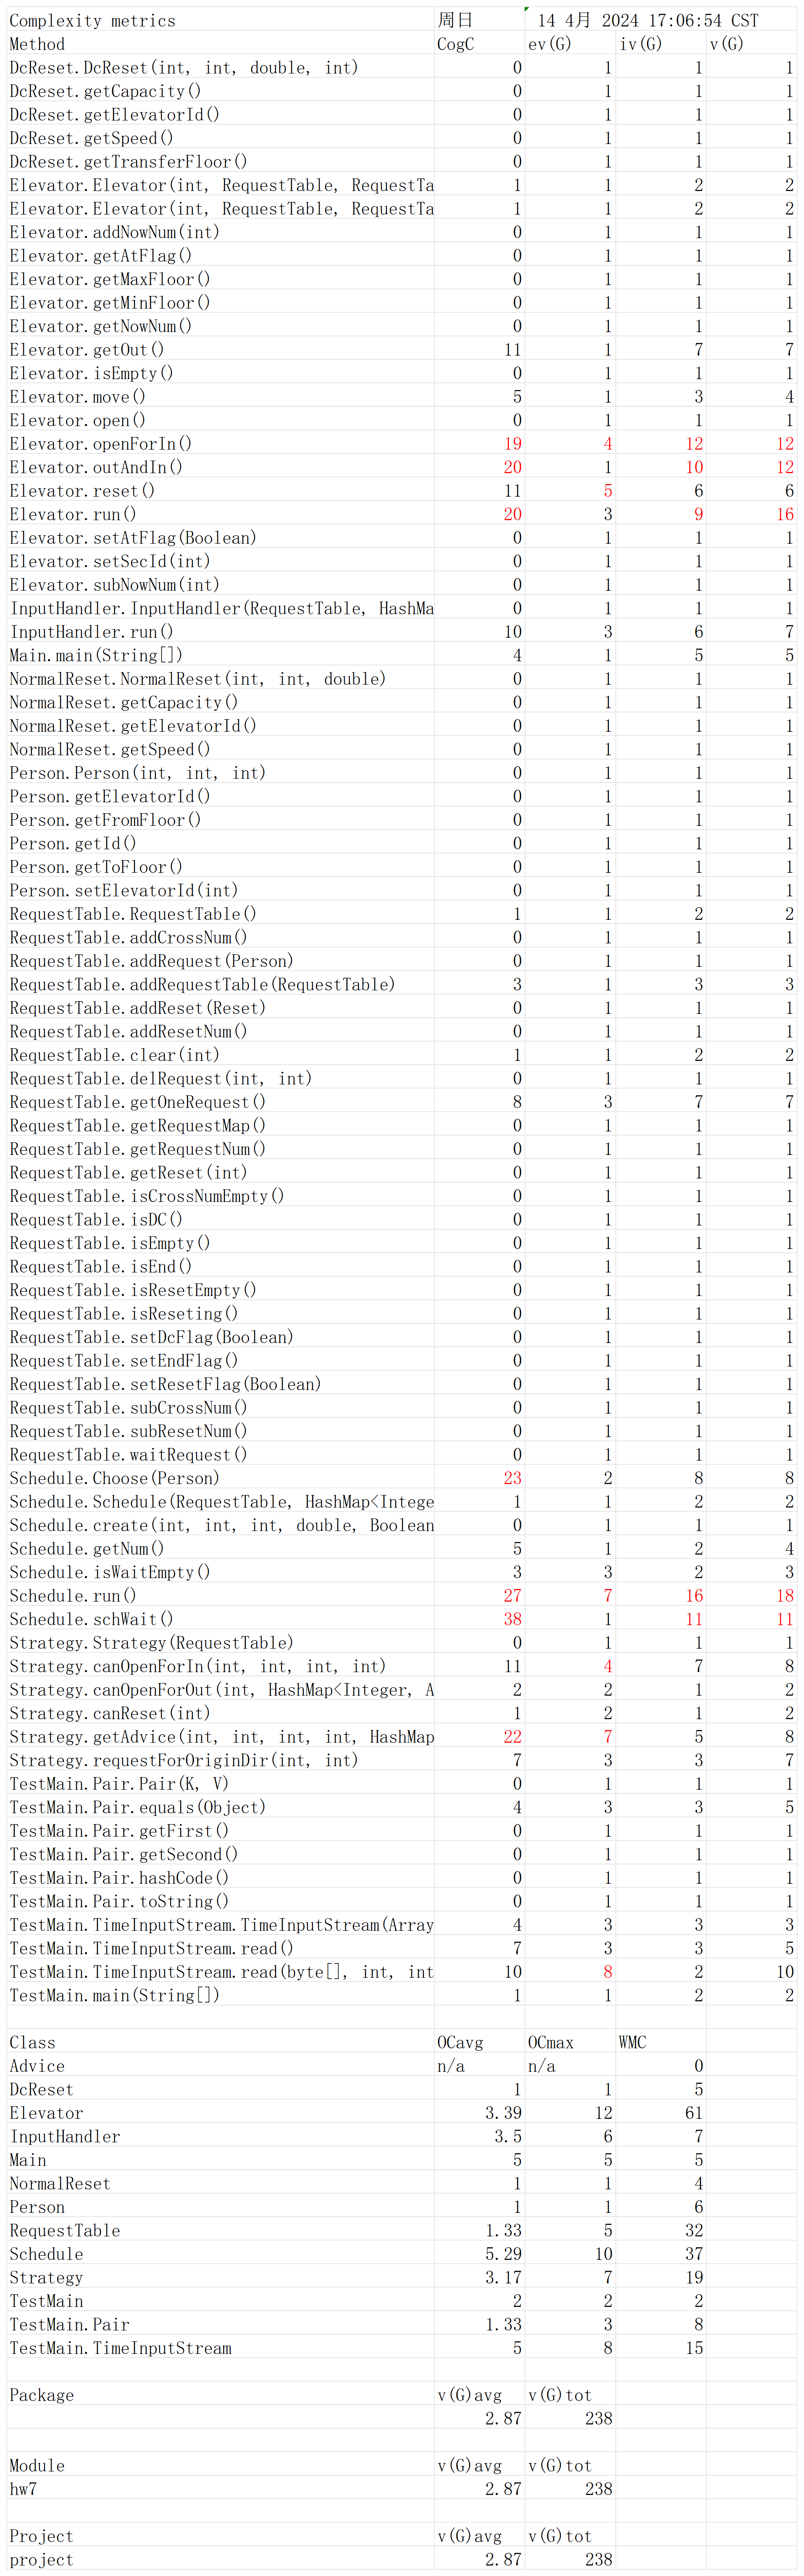 Complexity metrics 周日 14 4月 2024 17:06:54 CST
Method CogC ev(G) iv(G) v(G)
DcReset.DcReset(int, int, double, int) 0 1 1 1
DcReset.getCapacity() 0 1 1 1
DcReset.getElevatorId() 0 1 1 1
DcReset.getSpeed() 0 1 1 1
DcReset.getTransferFloor() 0 1 1 1
Elevator.Elevator(int, RequestTable, RequestTa 1 1 2 2
Elevator.Elevator(int, RequestTable, RequestTa 1 1 2 2
Elevator.addNowNum(int) 0 1 1 1
Elevator.getAtFlag() 0 1 1 1
Elevator.getMaxFloor() 0 1 1 1
Elevator.getMinFloor() 0 1 1 1
Elevator.getNowNum() 0 1 1 1
Elevator.getOut() 11 1 7 7
Elevator.isEmpty() 0 1 1 1
Elevator.move() 5 1 3 4
Elevator.open() 0 1 1 1
Elevator.openForIn() 19 4 12 12
Elevator.outAndIn() 20 1 10 12
Elevator.reset() 11 5 6 6
Elevator.run() 20 3 9 16
Elevator.setAtFlag(Boolean) 0 1 1 1
Elevator.setSecId(int) 0 1 1 1
Elevator.subNowNum(int) 0 1 1 1
InputHandler.InputHandler(RequestTable, HashMa 0 1 1 1
InputHandler.run() 10 3 6 7
Main.main(String[]) 4 1 5 5
NormalReset.NormalReset(int, int, double) 0 1 1 1
NormalReset.getCapacity() 0 1 1 1
NormalReset.getElevatorId() 0 1 1 1
NormalReset.getSpeed() 0 1 1 1
Person.Person(int, int, int) 0 1 1 1
Person.getElevatorId() 0 1 1 1
Person.getFromFloor() 0 1 1 1
Person.getId() 0 1 1 1
Person.getToFloor() 0 1 1 1
Person.setElevatorId(int) 0 1 1 1
RequestTable.RequestTable() 1 1 2 2
RequestTable.addCrossNum() 0 1 1 1
RequestTable.addRequest(Person) 0 1 1 1
RequestTable.addRequestTable(RequestTable) 3 1 3 3
RequestTable.addReset(Reset) 0 1 1 1
RequestTable.addResetNum() 0 1 1 1
RequestTable.clear(int) 1 1 2 2
RequestTable.delRequest(int, int) 0 1 1 1
RequestTable.getOneRequest() 8 3 7 7
RequestTable.getRequestMap() 0 1 1 1
RequestTable.getRequestNum() 0 1 1 1
RequestTable.getReset(int) 0 1 1 1
RequestTable.isCrossNumEmpty() 0 1 1 1
RequestTable.isDC() 0 1 1 1
RequestTable.isEmpty() 0 1 1 1
RequestTable.isEnd() 0 1 1 1
RequestTable.isResetEmpty() 0 1 1 1
RequestTable.isReseting() 0 1 1 1
RequestTable.setDcFlag(Boolean) 0 1 1 1
RequestTable.setEndFlag() 0 1 1 1
RequestTable.setResetFlag(Boolean) 0 1 1 1
RequestTable.subCrossNum() 0 1 1 1
RequestTable.subResetNum() 0 1 1 1
RequestTable.waitRequest() 0 1 1 1
Schedule.Choose(Person) 23 2 8 8
Schedule.Schedule(RequestTable, HashMap<Intege 1 1 2 2
Schedule.create(int, int, int, double, Boolean 0 1 1 1
Schedule.getNum() 5 1 2 4
Schedule.isWaitEmpty() 3 3 2 3
Schedule.run() 27 7 16 18
Schedule.schWait() 38 1 11 11
Strategy.Strategy(RequestTable) 0 1 1 1
Strategy.canOpenForIn(int, int, int, int) 11 4 7 8
Strategy.canOpenForOut(int, HashMap<Integer, A 2 2 1 2
Strategy.canReset(int) 1 2 1 2
Strategy.getAdvice(int, int, int, int, HashMap 22 7 5 8
Strategy.requestForOriginDir(int, int) 7 3 3 7
TestMain.Pair.Pair(K, V) 0 1 1 1
TestMain.Pair.equals(Object) 4 3 3 5
TestMain.Pair.getFirst() 0 1 1 1
TestMain.Pair.getSecond() 0 1 1 1
TestMain.Pair.hashCode() 0 1 1 1
TestMain.Pair.toString() 0 1 1 1
TestMain.TimeInputStream.TimeInputStream(Array 4 3 3 3
TestMain.TimeInputStream.read() 7 3 3 5
TestMain.TimeInputStream.read(byte[], int, int 10 8 2 10
TestMain.main(String[]) 1 1 2 2
Class OCavg OCmax WMC
Advice n/a n/a 0
DcReset 1 1 5
Elevator 3.39 12 61
InputHandler 3.5 6 7
Main 5 5 5
NormalReset 1 1 4
Person 1 1 6
RequestTable 1.33 5 32
Schedule 5.29 10 37
Strategy 3.17 7 19
TestMain 2 2 2
TestMain.Pair 1.33 3 8
TestMain.TimeInputStream 5 8 15
Package v(G)avg v(G)tot
2.87 238
Module v(G)avg v(G)tot
hw7 2.87 238
Project v(G)avg v(G)tot
project 2.87 238